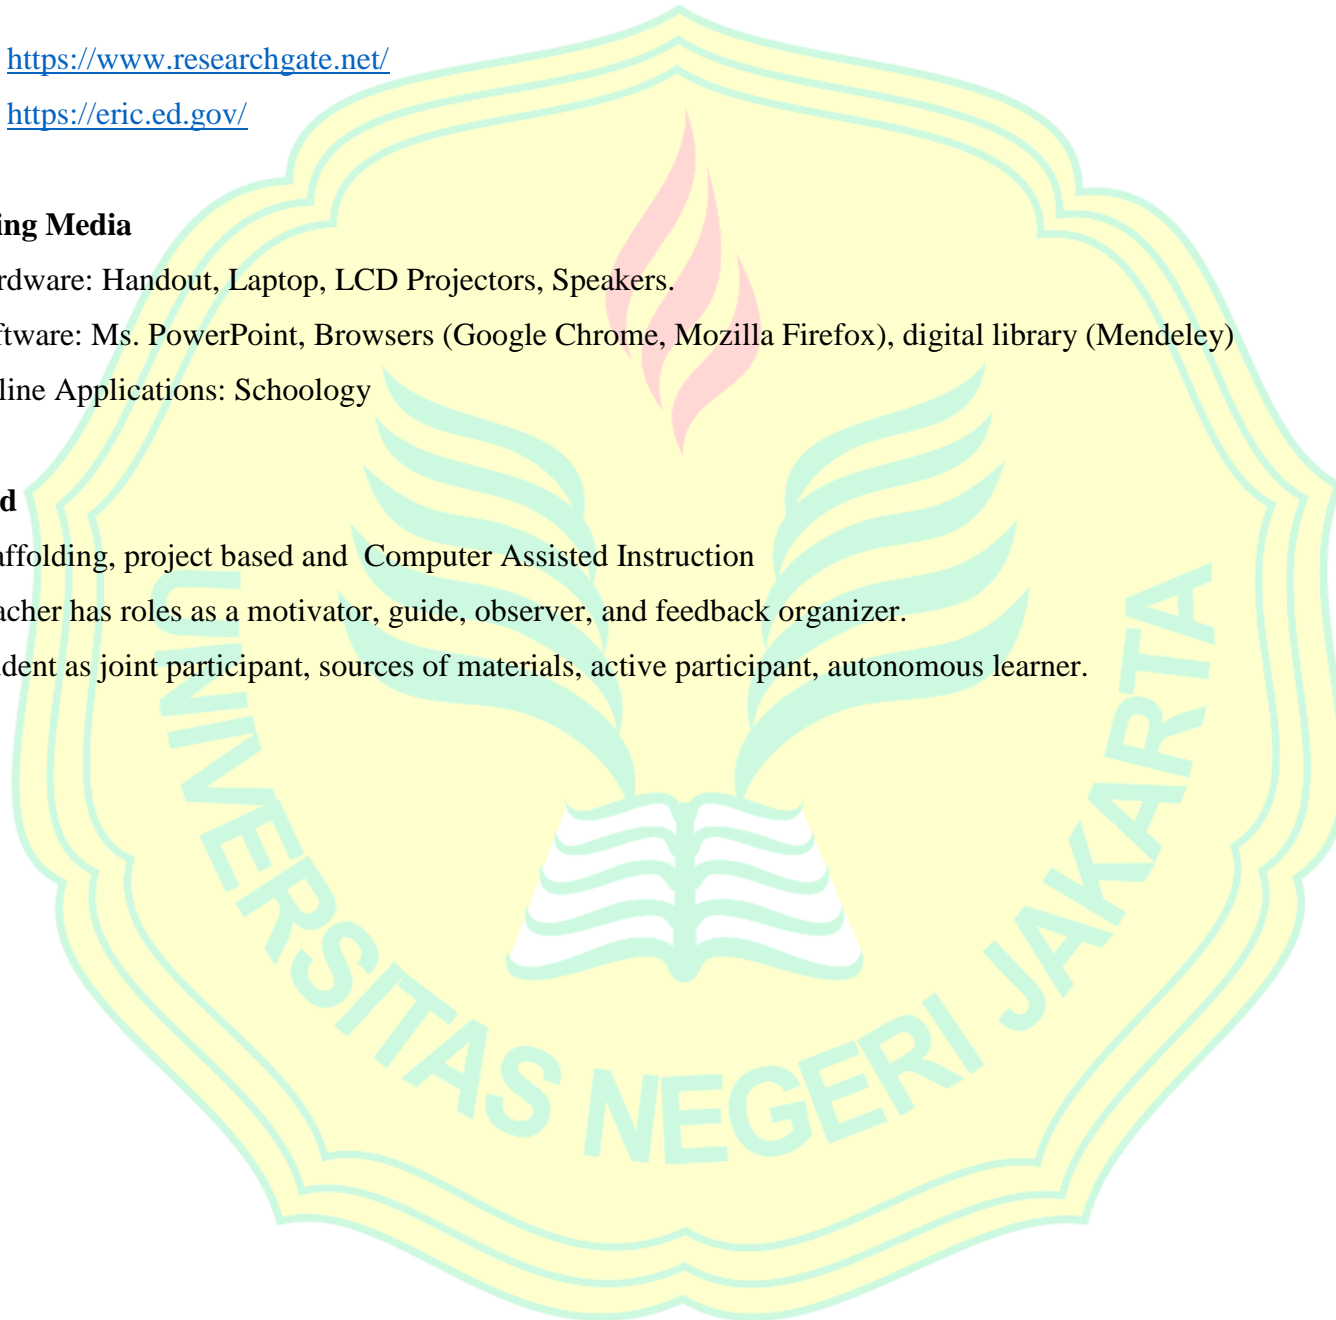 https://www.researchgate.net/
https://eric.ed.gov/
ing Media
rdware: Handout, Laptop, LCD Projectors, Speakers.
ftware: Ms. PowerPoint, Browsers (Google Chrome, Mozilla Firefox), digital library (Mendeley)
line Applications: Schoology
d
affolding, project based and  Computer Assisted Instruction
acher has roles as a motivator, guide, observer, and feedback organizer.
dent as joint participant, sources of materials, active participant, autonomous learner.
UNIVERSITAS NEGERI JAKARTA